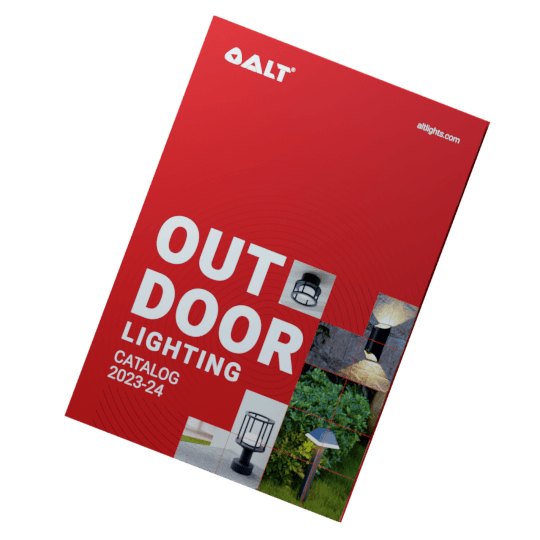 ALT®
altlights.com
OUT
DOOR
LIGHTING
CATALOG
2023-24